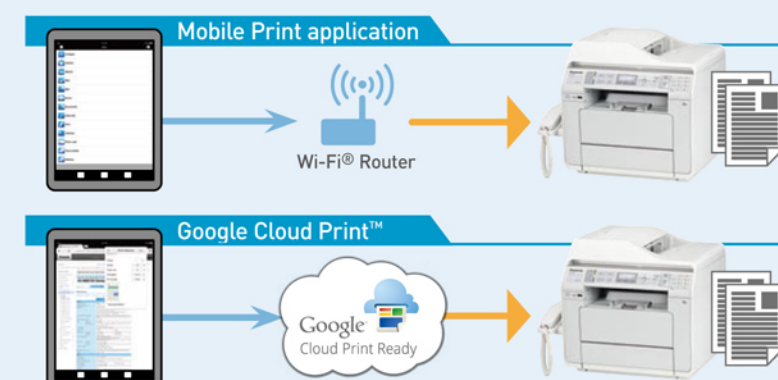 Mobile Print application
Wi-Fi® Router
Google Cloud Print™
Google
Cloud Print Ready